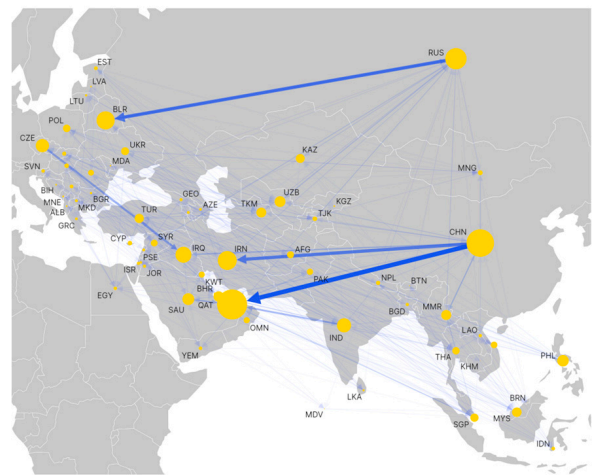 EST
RUS
LVA
LTU
BLR
POL
CZE
UKR
MDA
KAZ
SVN
MNG
BIH
BGR
GEO
UZB
KGZ
MNE
MKD
AZE
TKM
TJK
ALB
TUR
GRC
CHN
CYP
SYR
IRQ
IRN
AFG
PSE
ISR
JOR
KWT
PAK
NPL
BTN
EGY
BHR
SAU
QAT
BGD
MMR
OMN
IND
LAO
YEM
THA
KHM
PHL
LKA
BRN
MDV
SGP
MYS
IDN